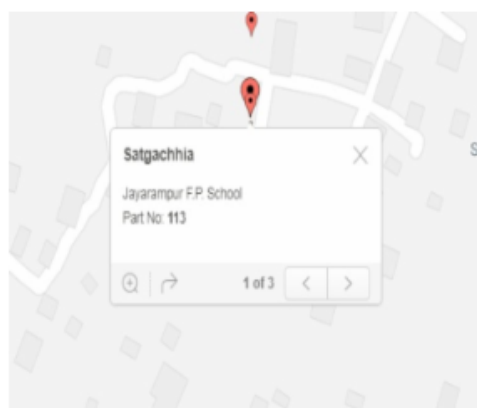 Satgachhia
Jayarampur F.P. School
Part No: 113
1 of 3
S